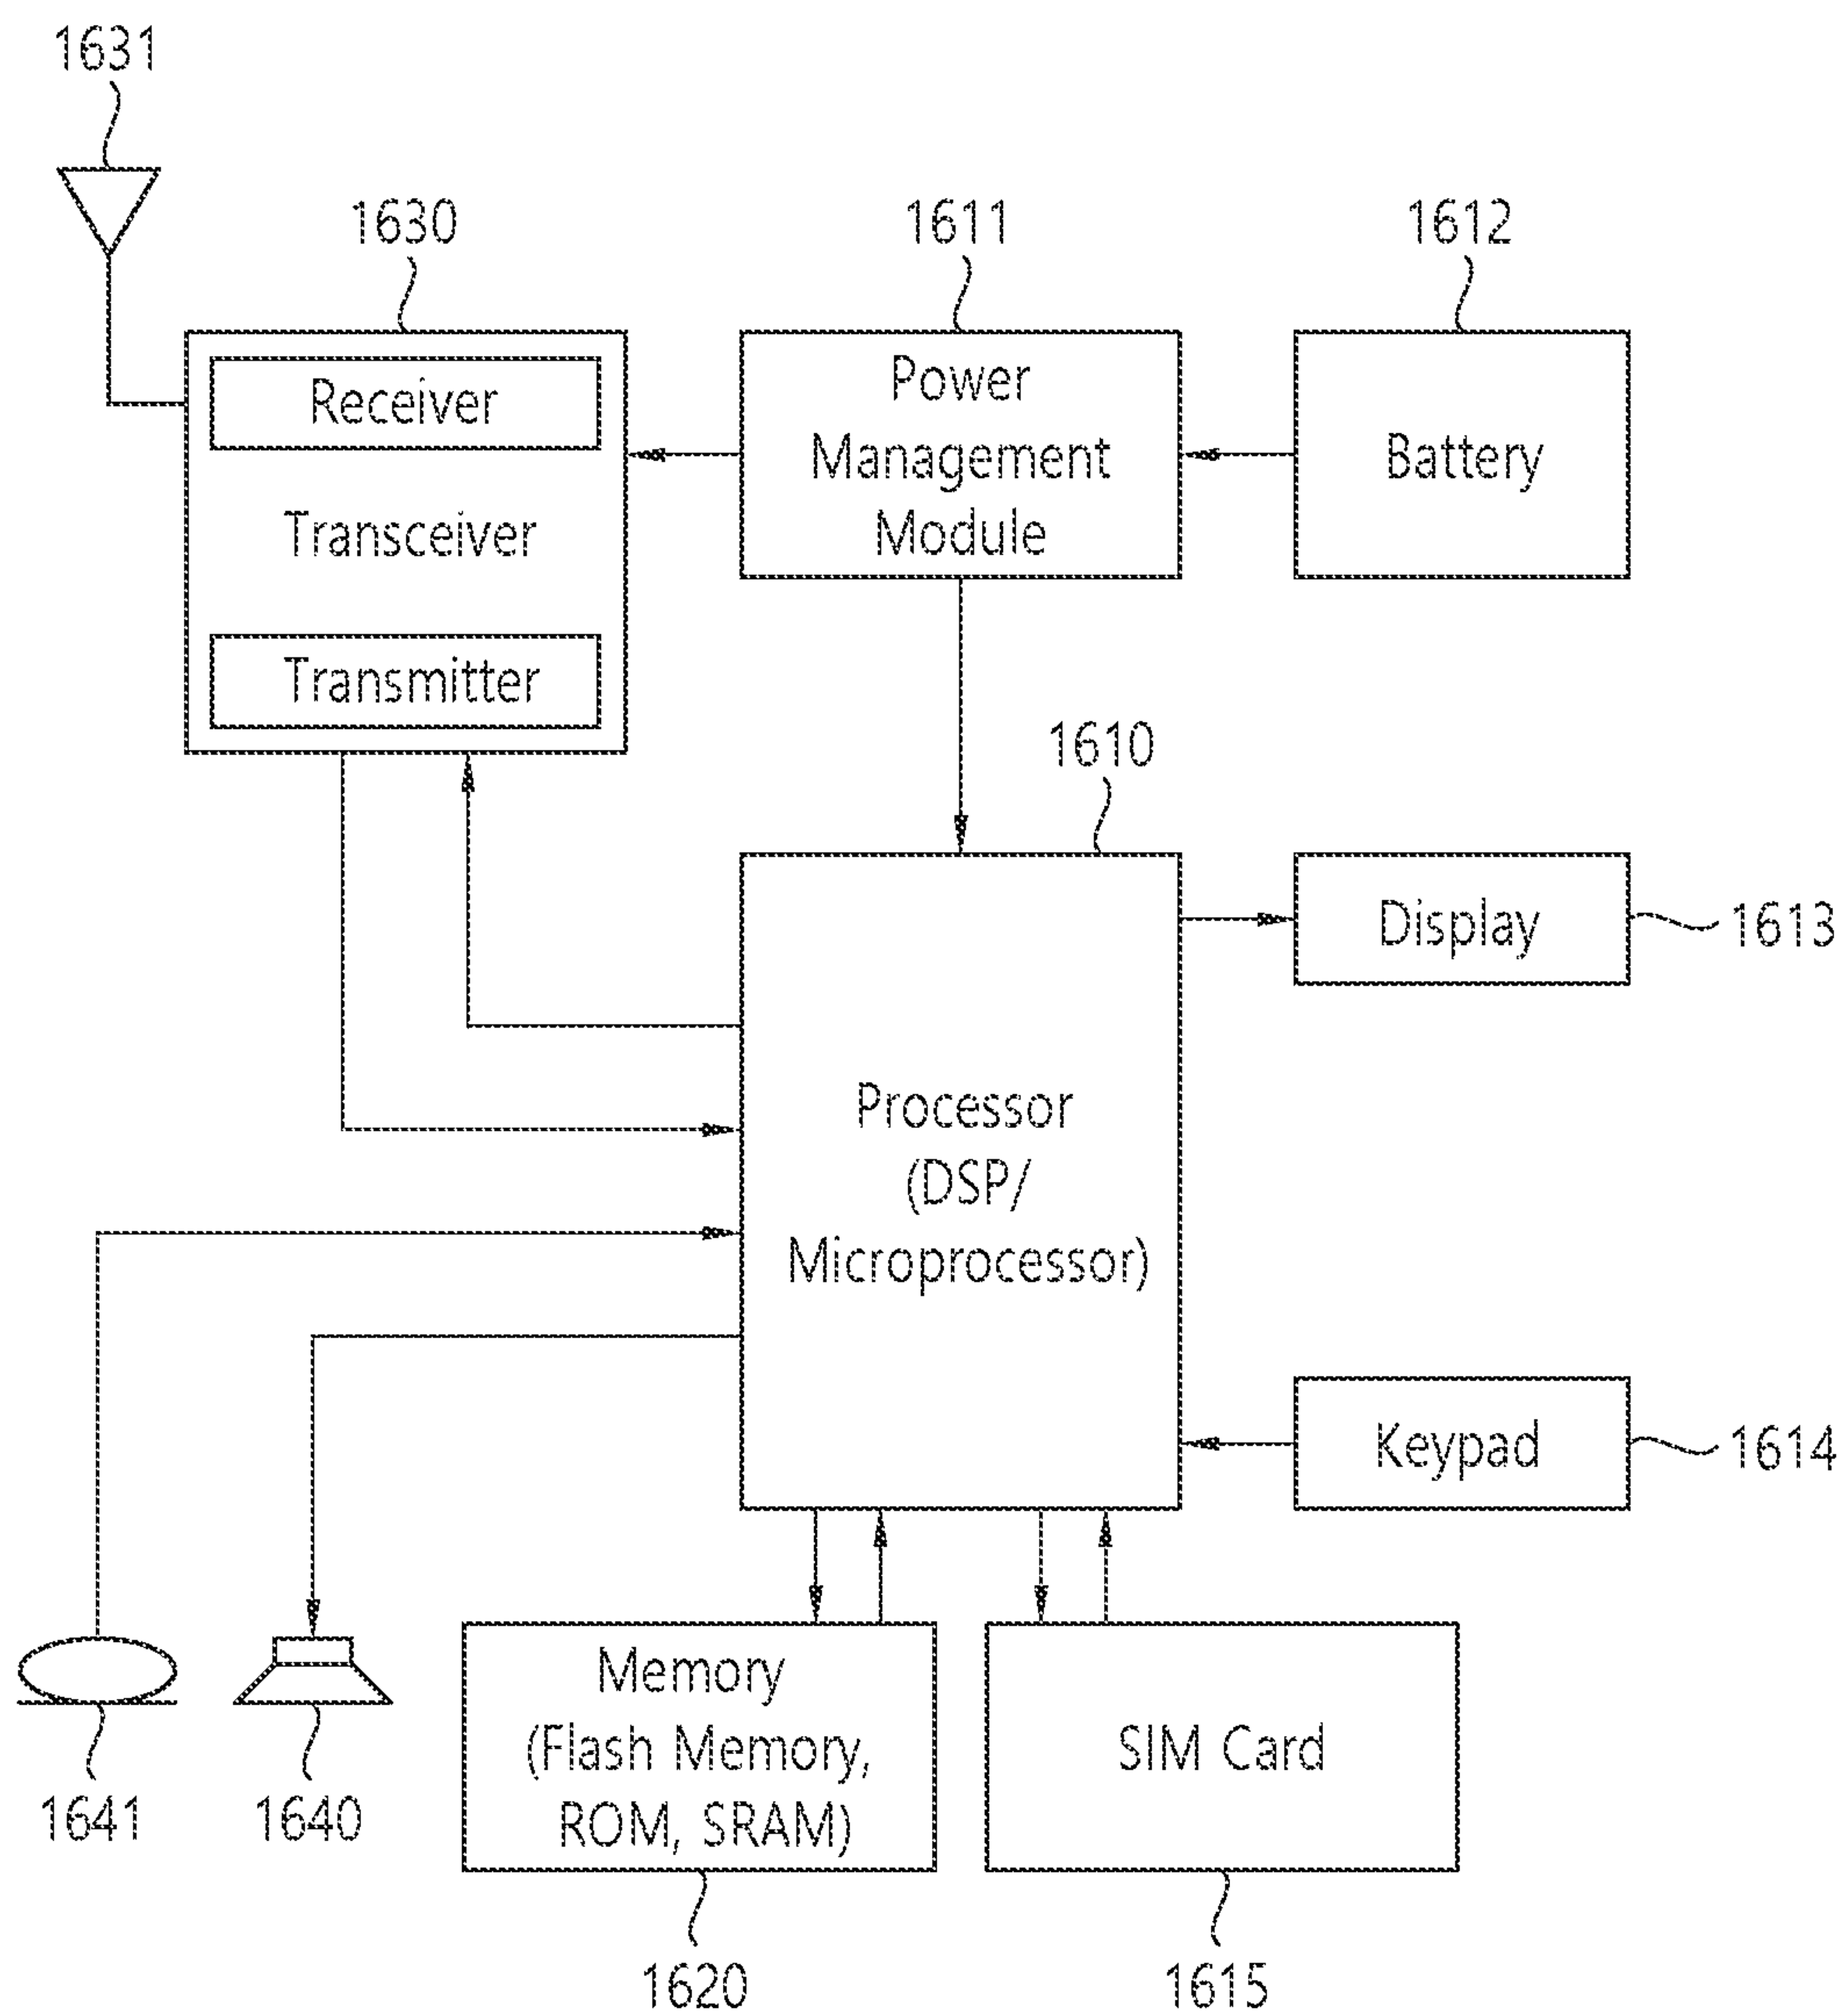 1631
1630
1611
1612
Receiver
Transceiver
Transmitter
Power
Management
Module
Battery
1610
Processor
(DSP/
Microprocessor)
Display
1613
Keypad
1614
1641
1640
Memory
(Flash Memory,
ROM, SRAM)
SIM Card
1620
1615